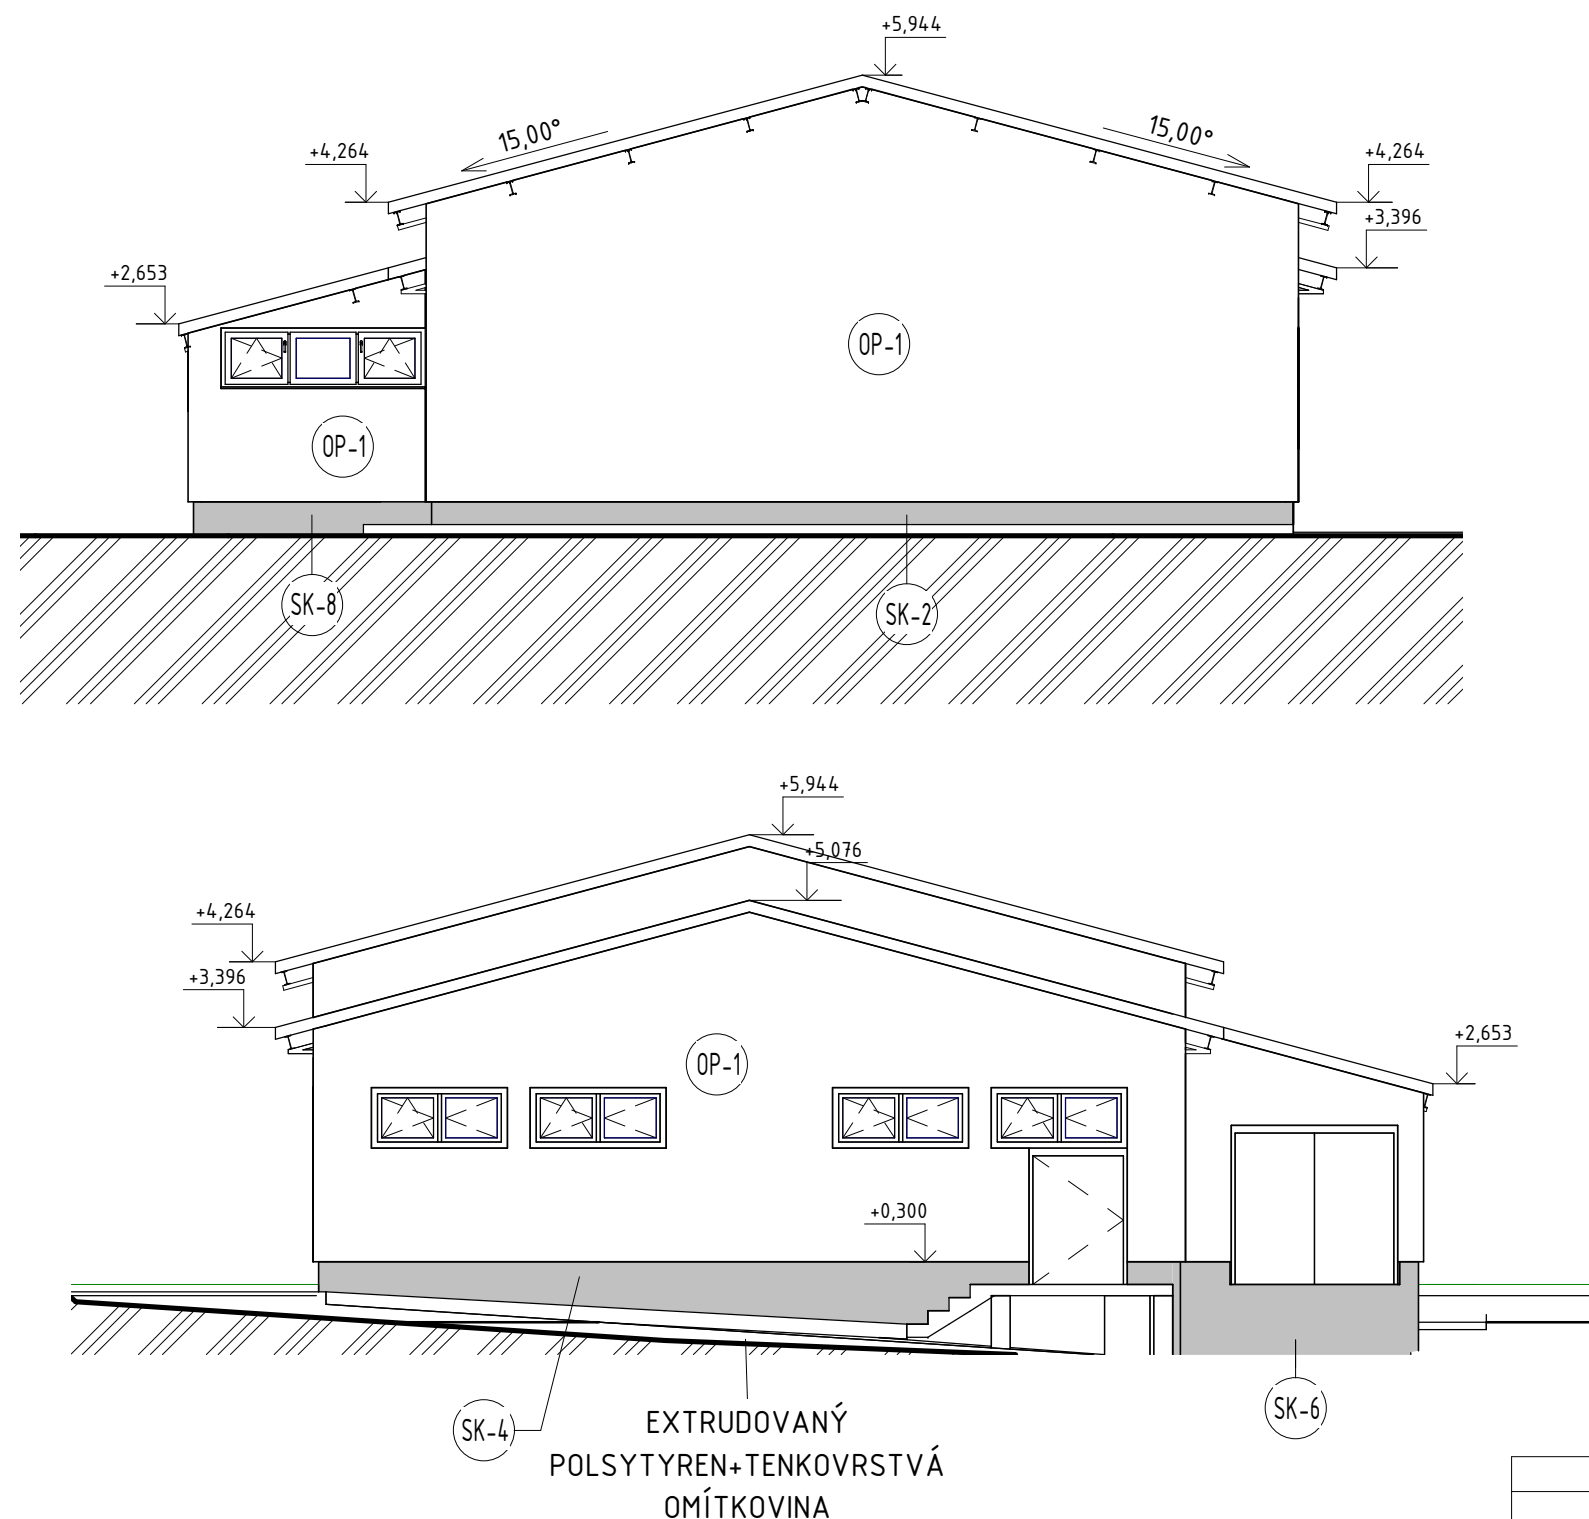 +5,944
15,00°
15,00°
+4,264
+4,264
+3,396
+2,653
OP-1
OP-1
SK-8
SK-2
+5,944
+5,076
+4,264
+3,396
+2,653
OP-1
+0,300
SK-4
SK-6
EXTRUDOVANÝ
POLSYTYREN+TENKOVRSTVÁ
OMÍTKOVINA